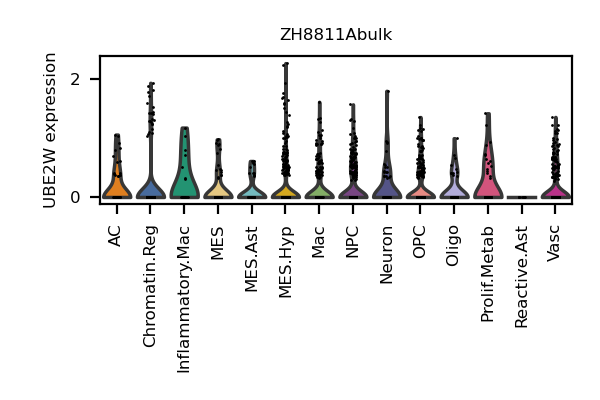 ZH8811Abulk
UBE2W expression
2
0
AC
Chromatin.Reg
Inflammatory.Mac
MES
MES.Ast
MES.Hyp
Mac
NPC
Neuron
OPC
Oligo
Prolif.Metab
Reactive.Ast
Vasc